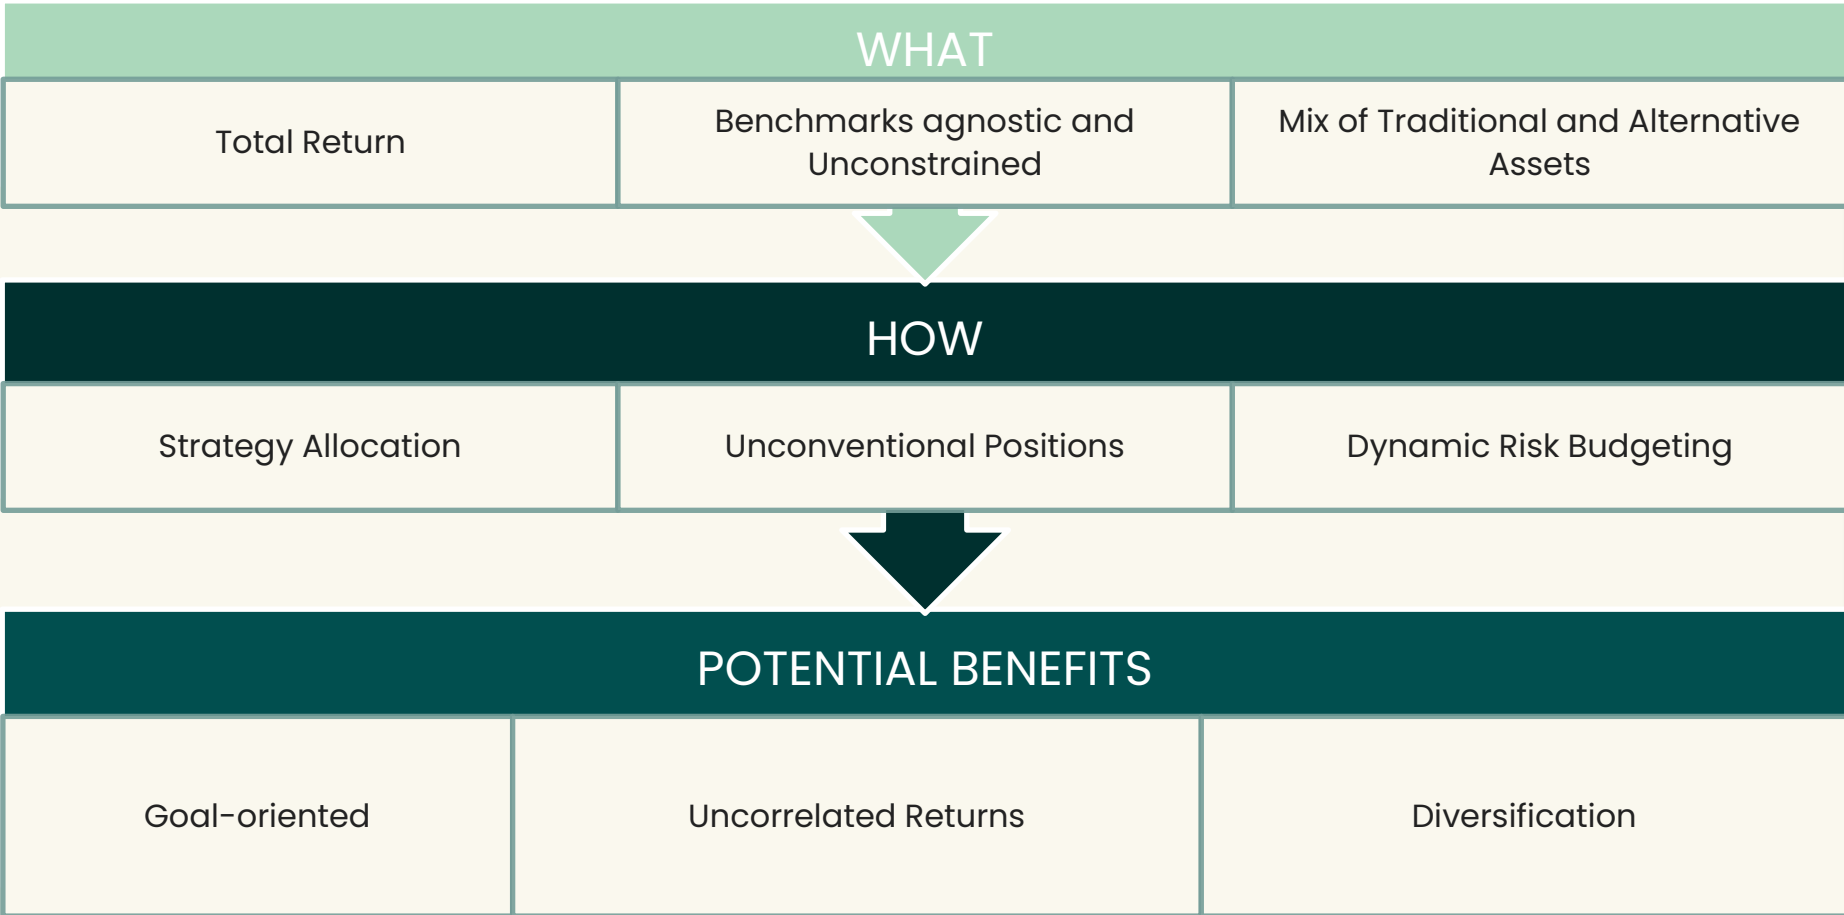 WHAT
Total Return
Benchmarks agnostic and
Unconstrained
Mix of Traditional and Alternative
Assets
HOW
Strategy Allocation
Unconventional Positions
Dynamic Risk Budgeting
POTENTIAL BENEFITS
Goal-oriented
Uncorrelated Returns
Diversification